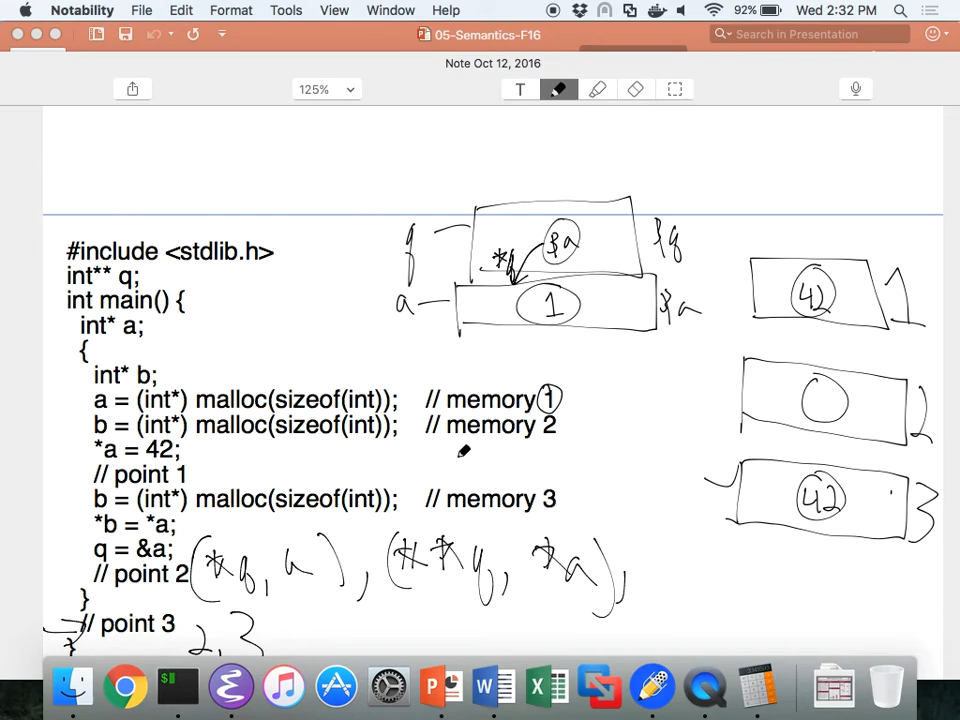 Notability File Edit Format Tools View Window Help 92% Wed 2:32 PM
05-Semantics-F16 Search in Presentation
Note Oct 12, 2016
125% T
#include <stdlib.h>
int** q;
int main() {
int* a;
{
int* b;
a = (int*) malloc(sizeof(int)); // memory 1
b = (int*) malloc(sizeof(int)); // memory 2
*a = 42;
// point 1
b = (int*) malloc(sizeof(int)); // memory 3
*b = *a;
q = &a;
// point 2
}
// point 3
}
q $a $q
*q
a 1 $a
42 1
2
42 3
(*q, a), (**q, *a),
2, 3
$
P W X